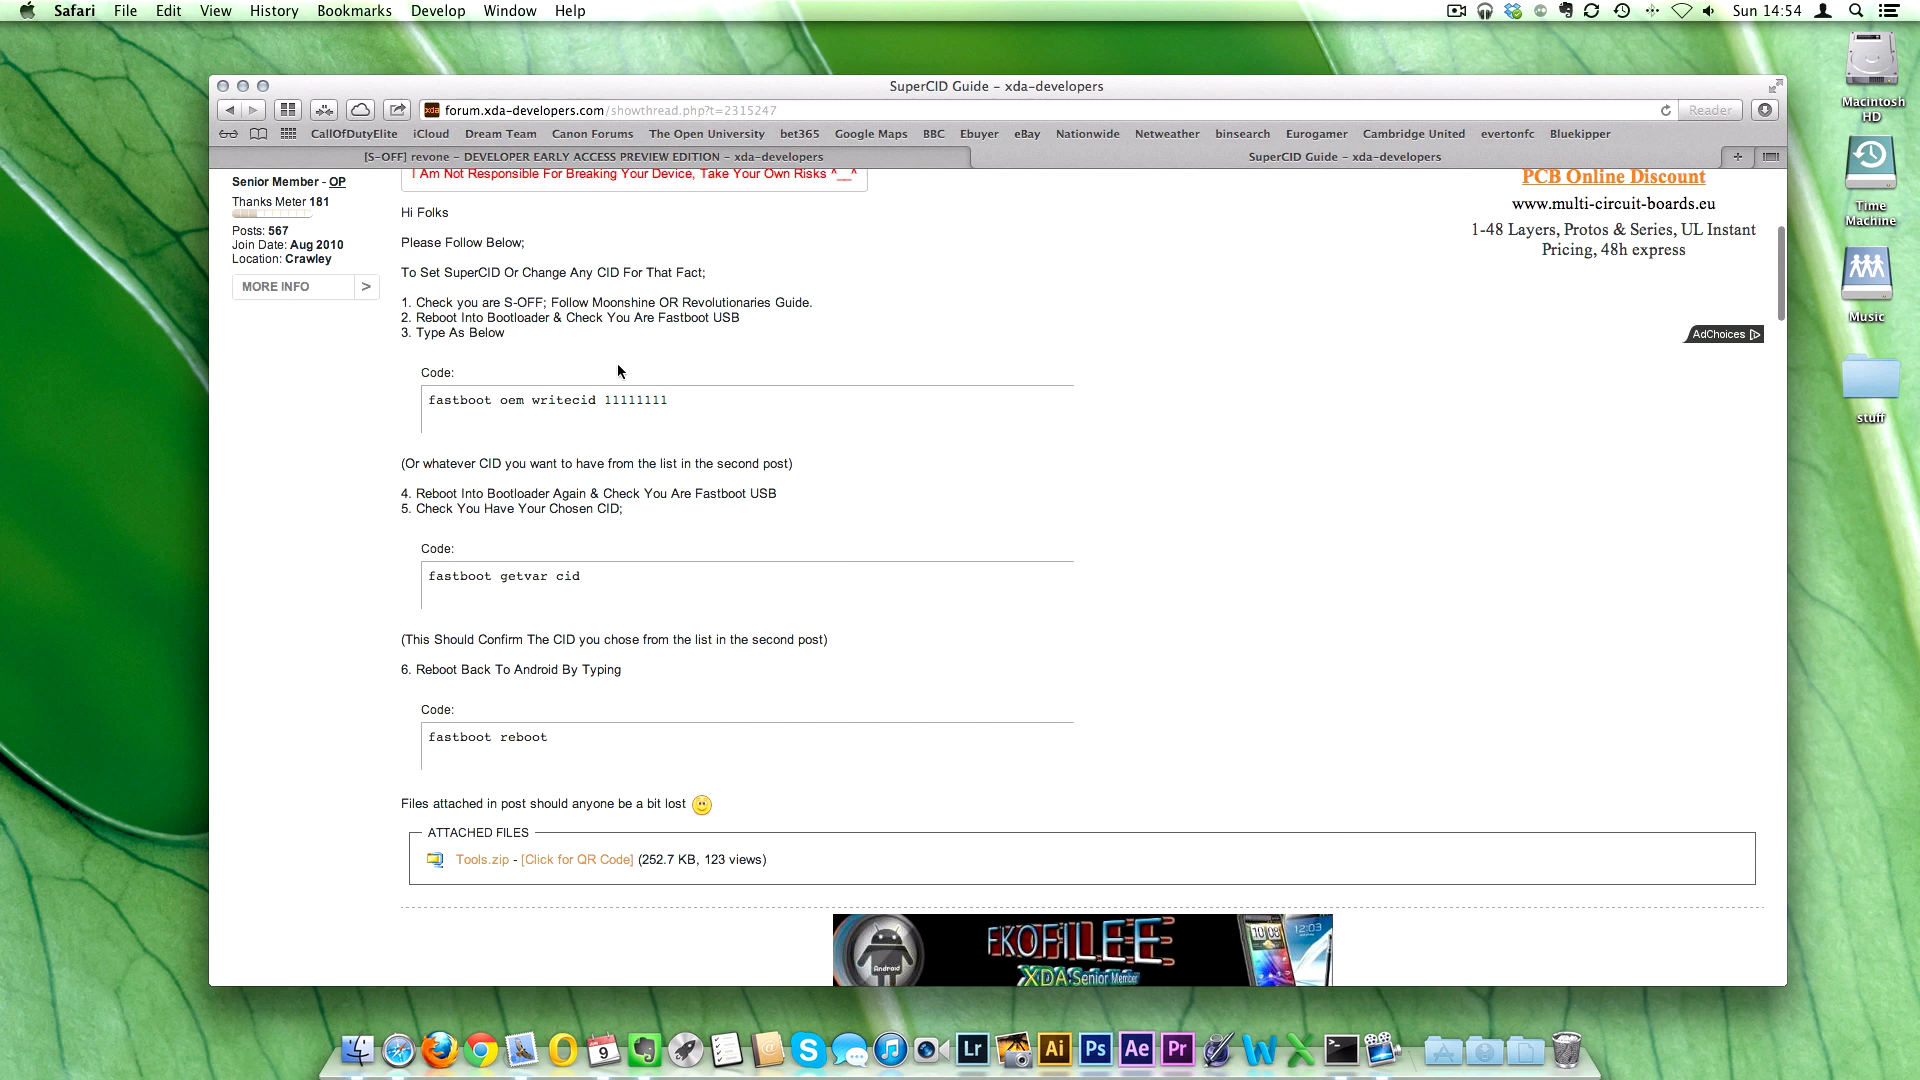 Safari File Edit View History Bookmarks Develop Window Help
Sun 14:54
SuperCID Guide – xda-developers
forum.xda-developers.com/showthread.php?t=2315247
Reader
CallOfDutyElite iCloud Dream Team Canon Forums The Open University bet365 Google Maps BBC Ebuyer eBay Nationwide Netweather binsearch Eurogamer Cambridge United evertonfc Bluekipper
[S-OFF] revone – DEVELOPER EARLY ACCESS PREVIEW EDITION – xda-developers
SuperCID Guide – xda-developers
Senior Member - OP
Thanks Meter 181
Posts: 567
Join Date: Aug 2010
Location: Crawley
MORE INFO >
I Am Not Responsible For Breaking Your Device, Take Your Own Risks ^__^
Hi Folks
Please Follow Below;
To Set SuperCID Or Change Any CID For That Fact;
1. Check you are S-OFF; Follow Moonshine OR Revolutionaries Guide.
2. Reboot Into Bootloader & Check You Are Fastboot USB
3. Type As Below
Code:
fastboot oem writecid 11111111
(Or whatever CID you want to have from the list in the second post)
4. Reboot Into Bootloader Again & Check You Are Fastboot USB
5. Check You Have Your Chosen CID;
Code:
fastboot getvar cid
(This Should Confirm The CID you chose from the list in the second post)
6. Reboot Back To Android By Typing
Code:
fastboot reboot
Files attached in post should anyone be a bit lost
ATTACHED FILES
Tools.zip - [Click for QR Code] (252.7 KB, 123 views)
EKOFILEE
XDA Senior Member
Android
10:08
12:03
PCB Online Discount
www.multi-circuit-boards.eu
1-48 Layers, Protos & Series, UL Instant
Pricing, 48h express
AdChoices
Macintosh
HD
Time
Machine
Music
stuff
9
Lr
Ai
Ps
Ae
Pr